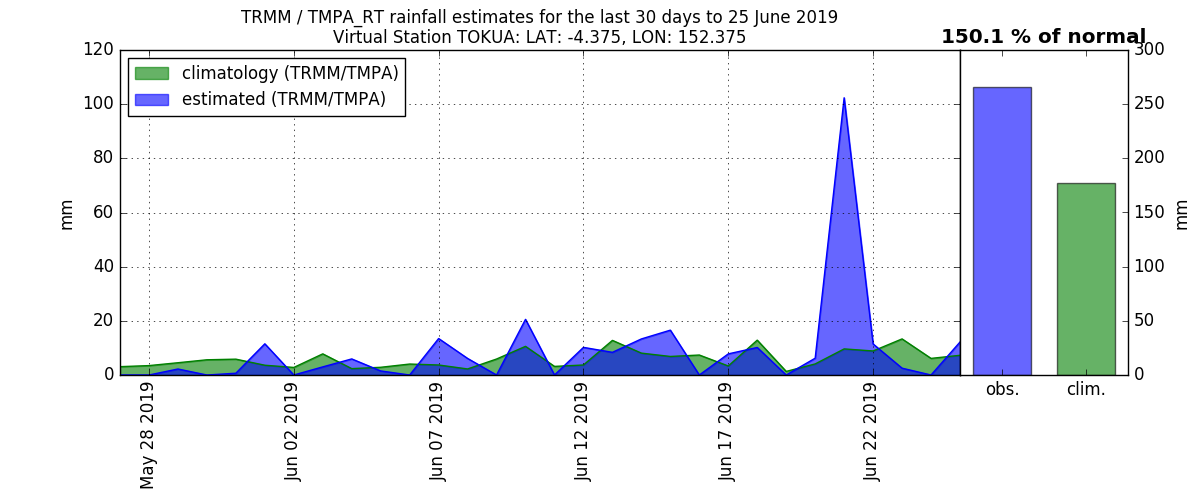 TRMM / TMPA_RT rainfall estimates for the last 30 days to 25 June 2019
Virtual Station TOKUA: LAT: -4.375, LON: 152.375
150.1 % of normal
climatology (TRMM/TMPA)
estimated (TRMM/TMPA)
120
100
80
60
40
20
0
mm
May 28 2019
Jun 02 2019
Jun 07 2019
Jun 12 2019
Jun 17 2019
Jun 22 2019
obs.
clim.
300
250
200
150
100
50
0
mm